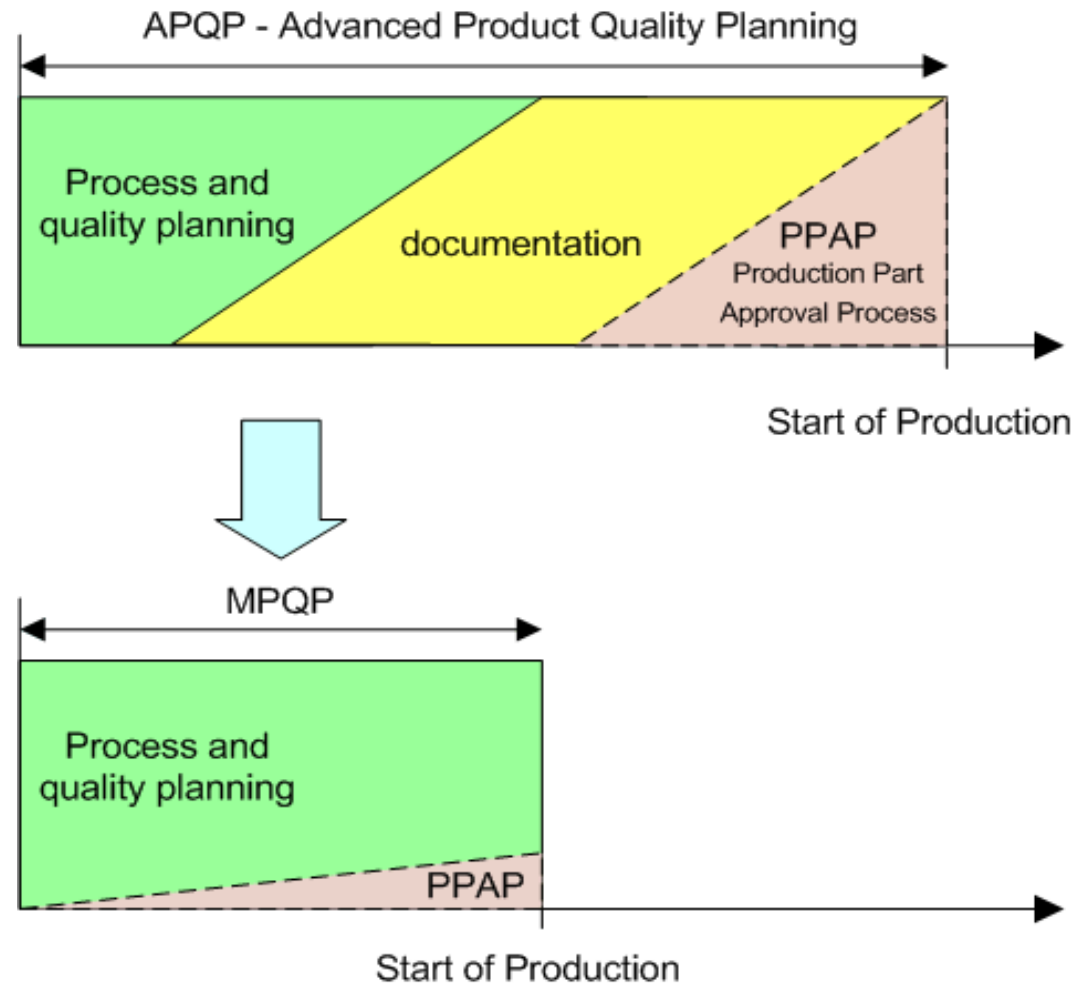 APQP - Advanced Product Quality Planning
Process and
quality planning
documentation
PPAP
Production Part
Approval Process
Start of Production
MPQP
Process and
quality planning
PPAP
Start of Production